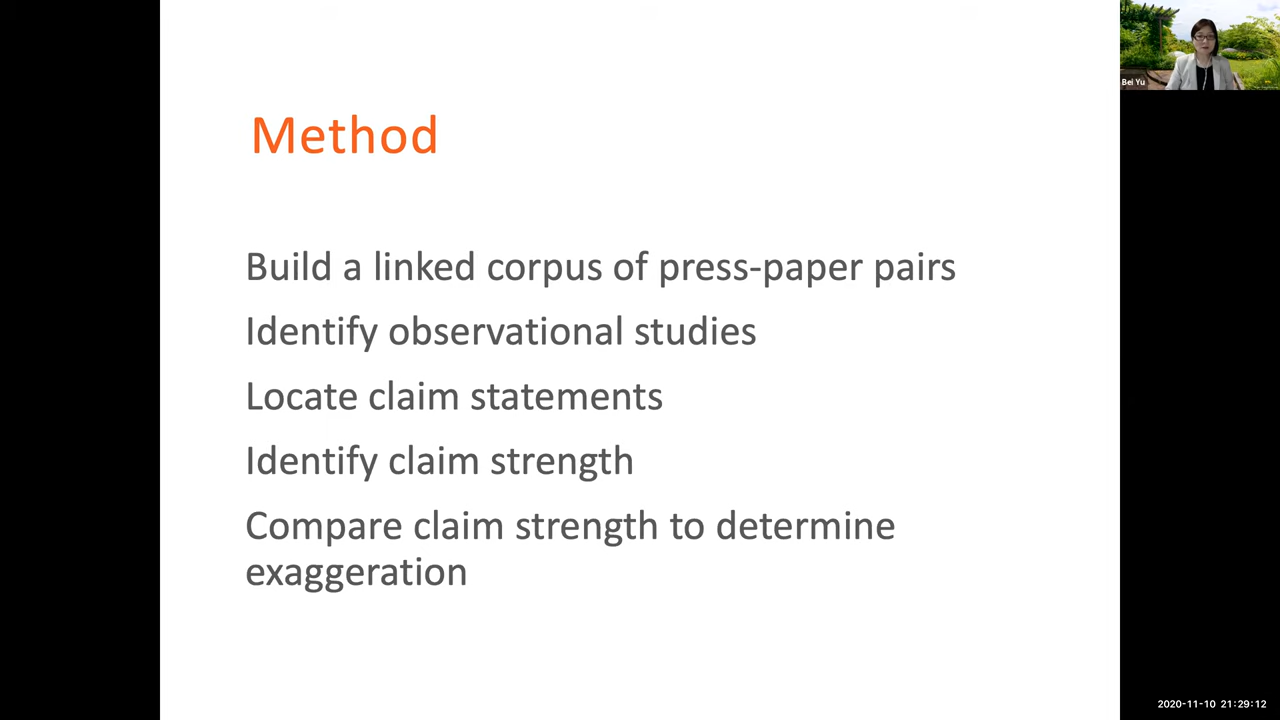 Method
Build a linked corpus of press-paper pairs
Identify observational studies
Locate claim statements
Identify claim strength
Compare claim strength to determine
exaggeration
Bei Yu
2020-11-10 21:29:12